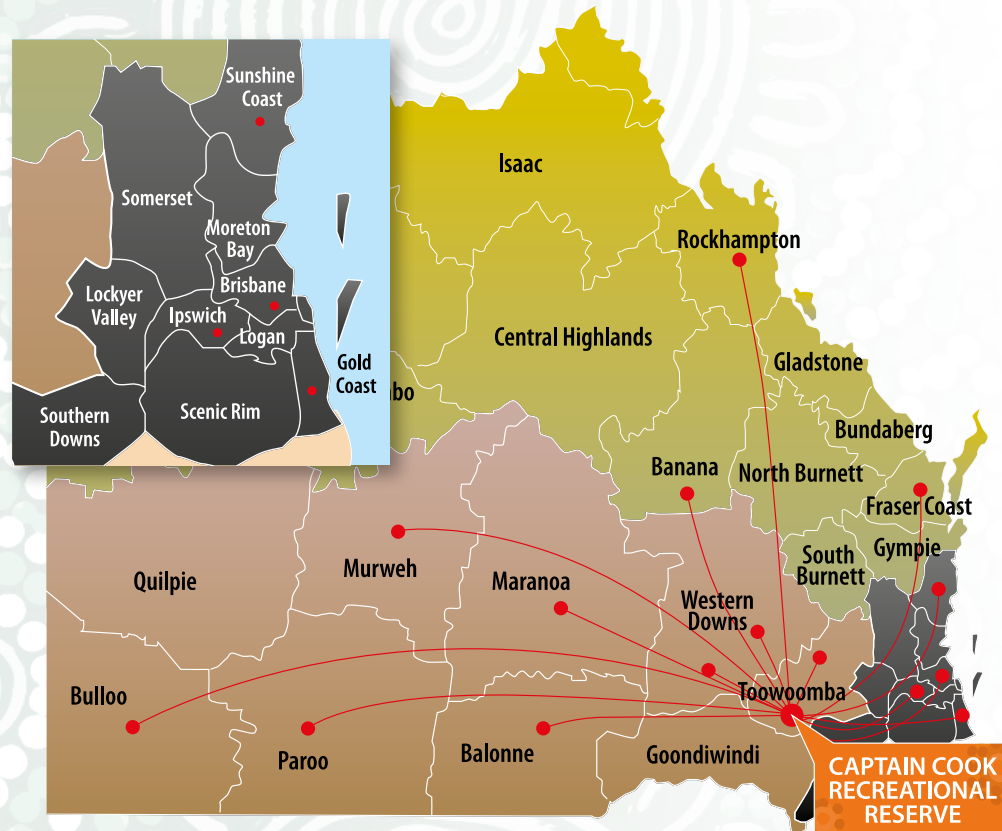 Sunshine
Coast
Somerset
Moreton
Bay
Brisbane
Lockyer
Valley
Ipswich
Logan
Gold
Coast
Scenic Rim
Southern
Downs
Isaac
Rockhampton
Central Highlands
Gladstone
bo
Bundaberg
Banana
North Burnett
Fraser Coast
Gympie
South
Burnett
Quilpie
Murweh
Maranoa
Western
Downs
Bulloo
Toowoomba
Paroo
Balonne
Goondiwindi
CAPTAIN COOK
RECREATIONAL
RESERVE